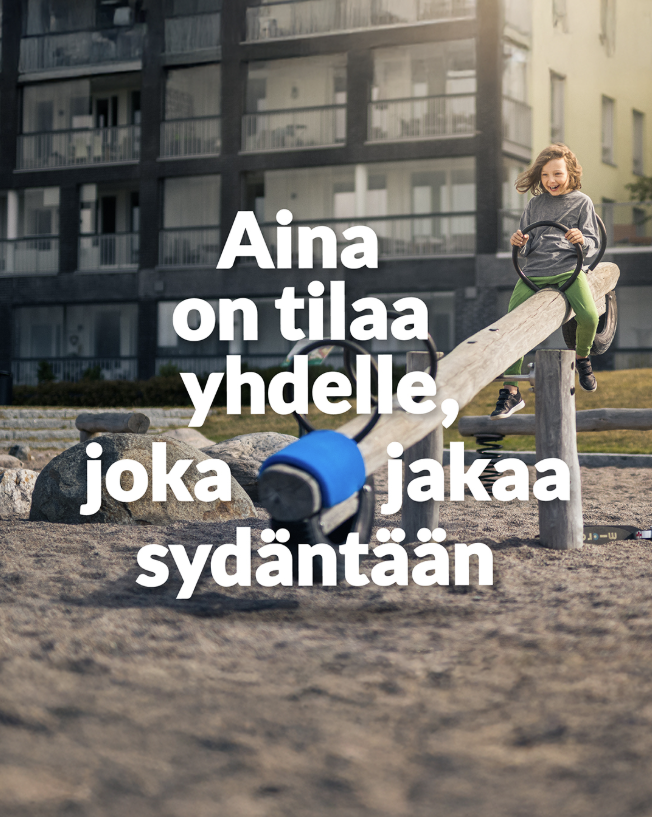 Aina
on tilaa
yhdelle,
joka jakaa
sydäntään